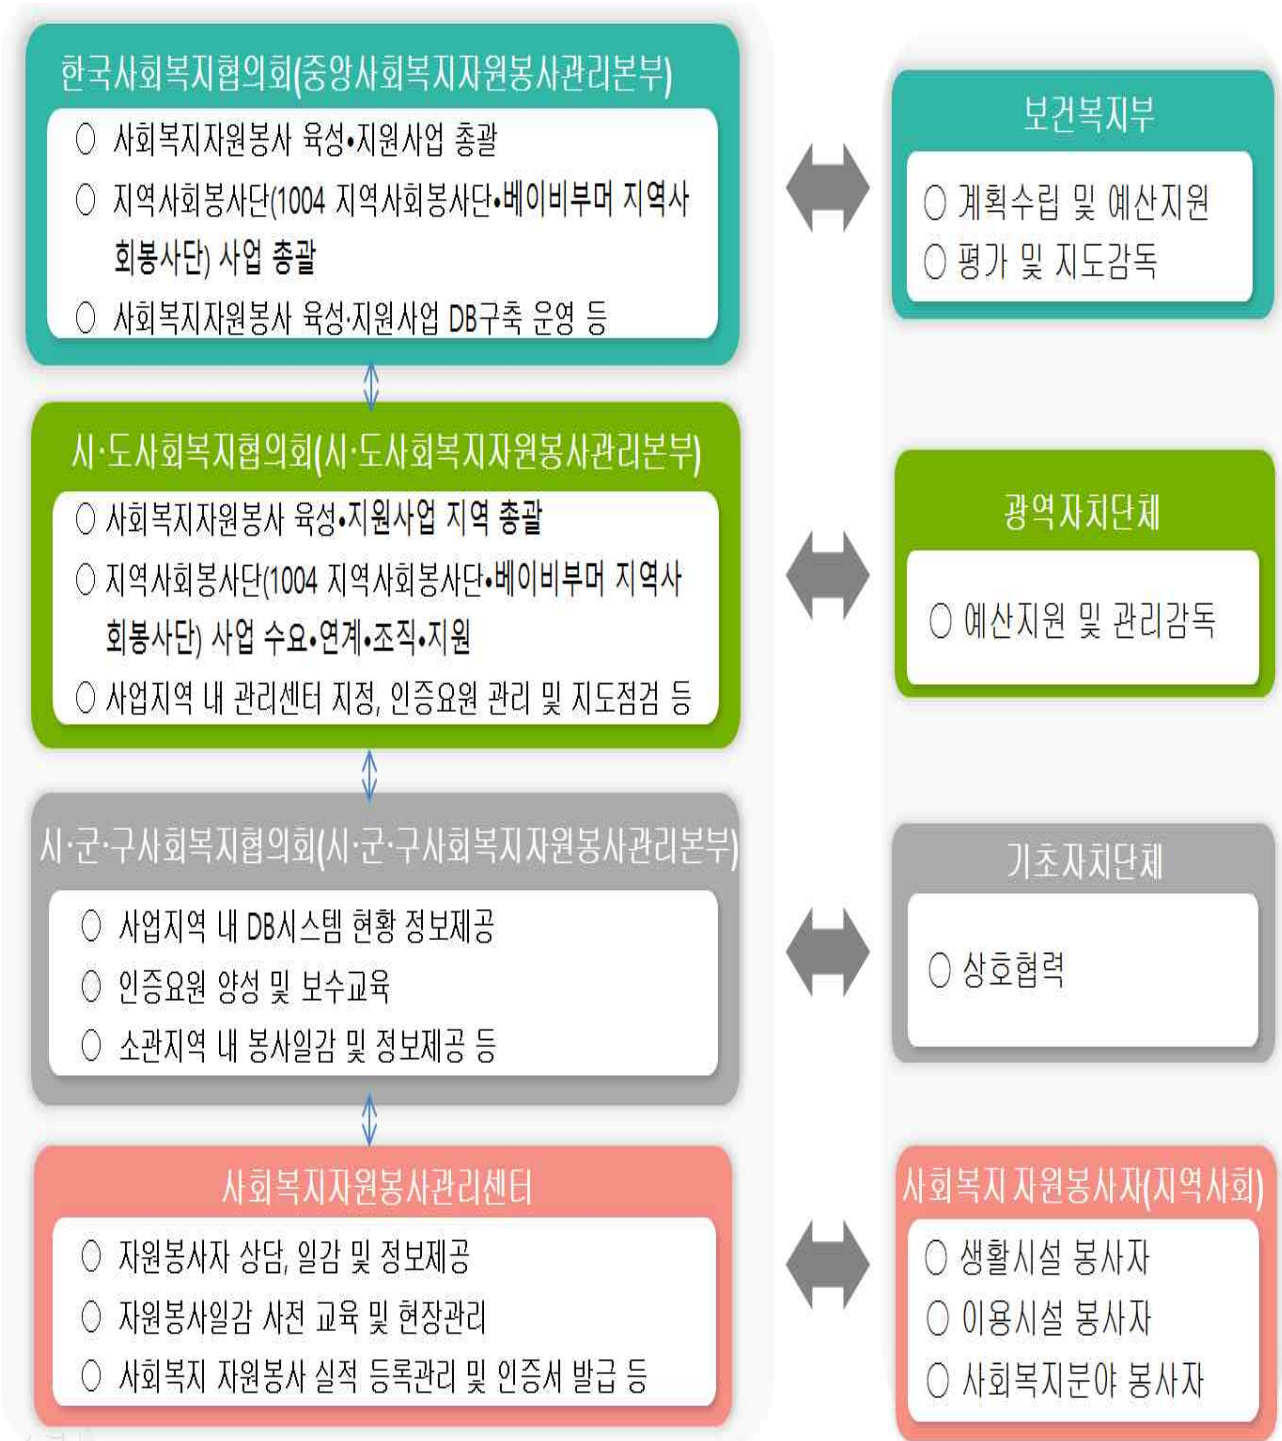 한국사회복지협의회(중앙사회복지자원봉사관리본부)
○ 사회복지자원봉사 육성•지원사업 총괄
○ 지역사회봉사단(1004 지역사회봉사단•베이비부머 지역사
회봉사단) 사업 총괄
○ 사회복지자원봉사 육성·지원사업 DB구축 운영 등
보건복지부
○ 계획수립 및 예산지원
○ 평가 및 지도감독
시·도사회복지협의회(시·도사회복지자원봉사관리본부)
○ 사회복지자원봉사 육성•지원사업 지역 총괄
○ 지역사회봉사단(1004 지역사회봉사단•베이비부머 지역사
회봉사단) 사업 수요•연계•조직•지원
○ 사업지역 내 관리센터 지정, 인증요원 관리 및 지도점검 등
광역자치단체
○ 예산지원 및 관리감독
시·군·구사회복지협의회(시·군·구사회복지자원봉사관리본부)
○ 사업지역 내 DB시스템 현황 정보제공
○ 인증요원 양성 및 보수교육
○ 소관지역 내 봉사일감 및 정보제공 등
기초자치단체
○ 상호협력
사회복지자원봉사관리센터
○ 자원봉사자 상담, 일감 및 정보제공
○ 자원봉사일감 사전 교육 및 현장관리
○ 사회복지 자원봉사 실적 등록관리 및 인증서 발급 등
사회복지 자원봉사자(지역사회)
○ 생활시설 봉사자
○ 이용시설 봉사자
○ 사회복지분야 봉사자